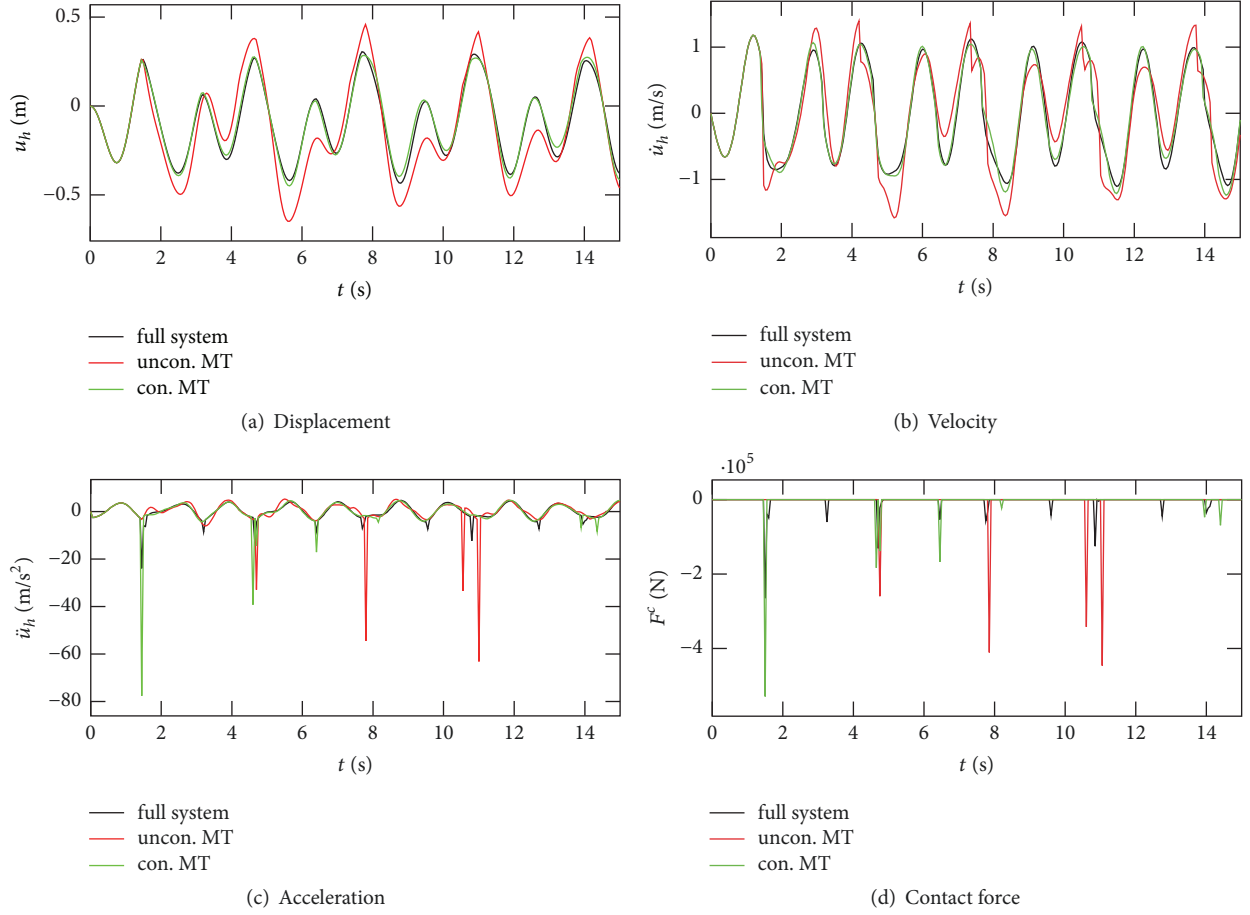 0.5
0
−0.5
u_h (m)
0 2 4 6 8 10 12 14
t (s)
full system
uncon. MT
con. MT
(a) Displacement
1
0
−1
u̇_h (m/s)
0 2 4 6 8 10 12 14
t (s)
full system
uncon. MT
con. MT
(b) Velocity
0
−20
−40
−60
−80
ü_h (m/s²)
0 2 4 6 8 10 12 14
t (s)
full system
uncon. MT
con. MT
(c) Acceleration
·10⁵
0
−2
−4
F^c (N)
0 2 4 6 8 10 12 14
t (s)
full system
uncon. MT
con. MT
(d) Contact force